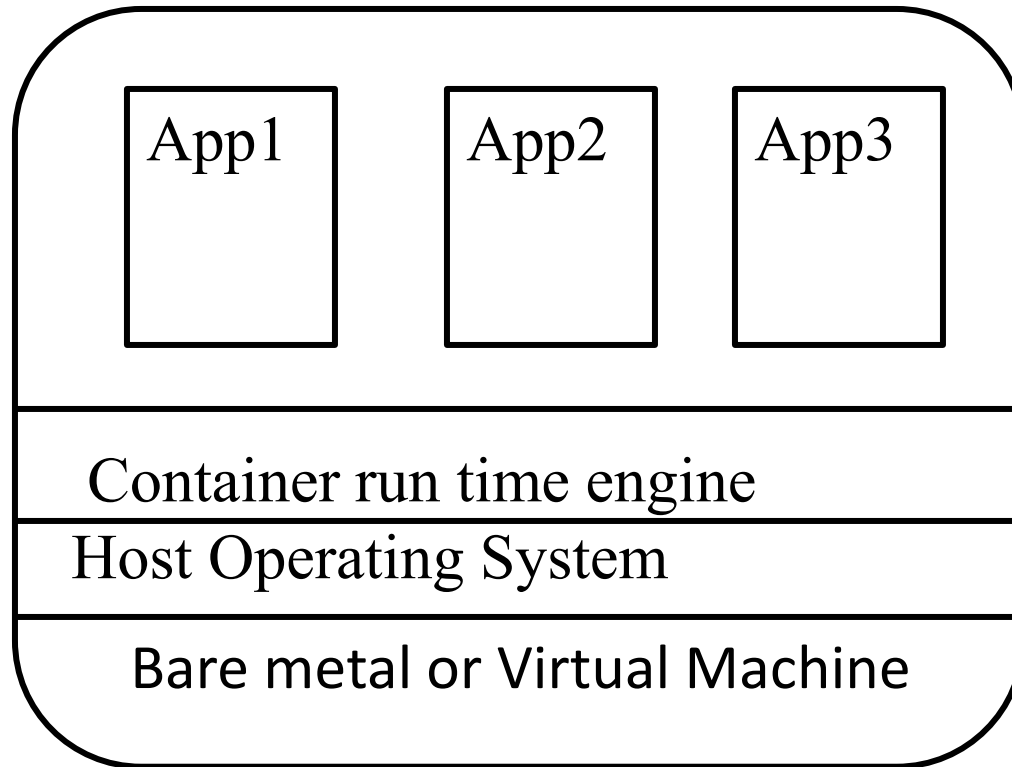 App1 App2 App3
Container run time engine
Host Operating System
Bare metal or Virtual Machine